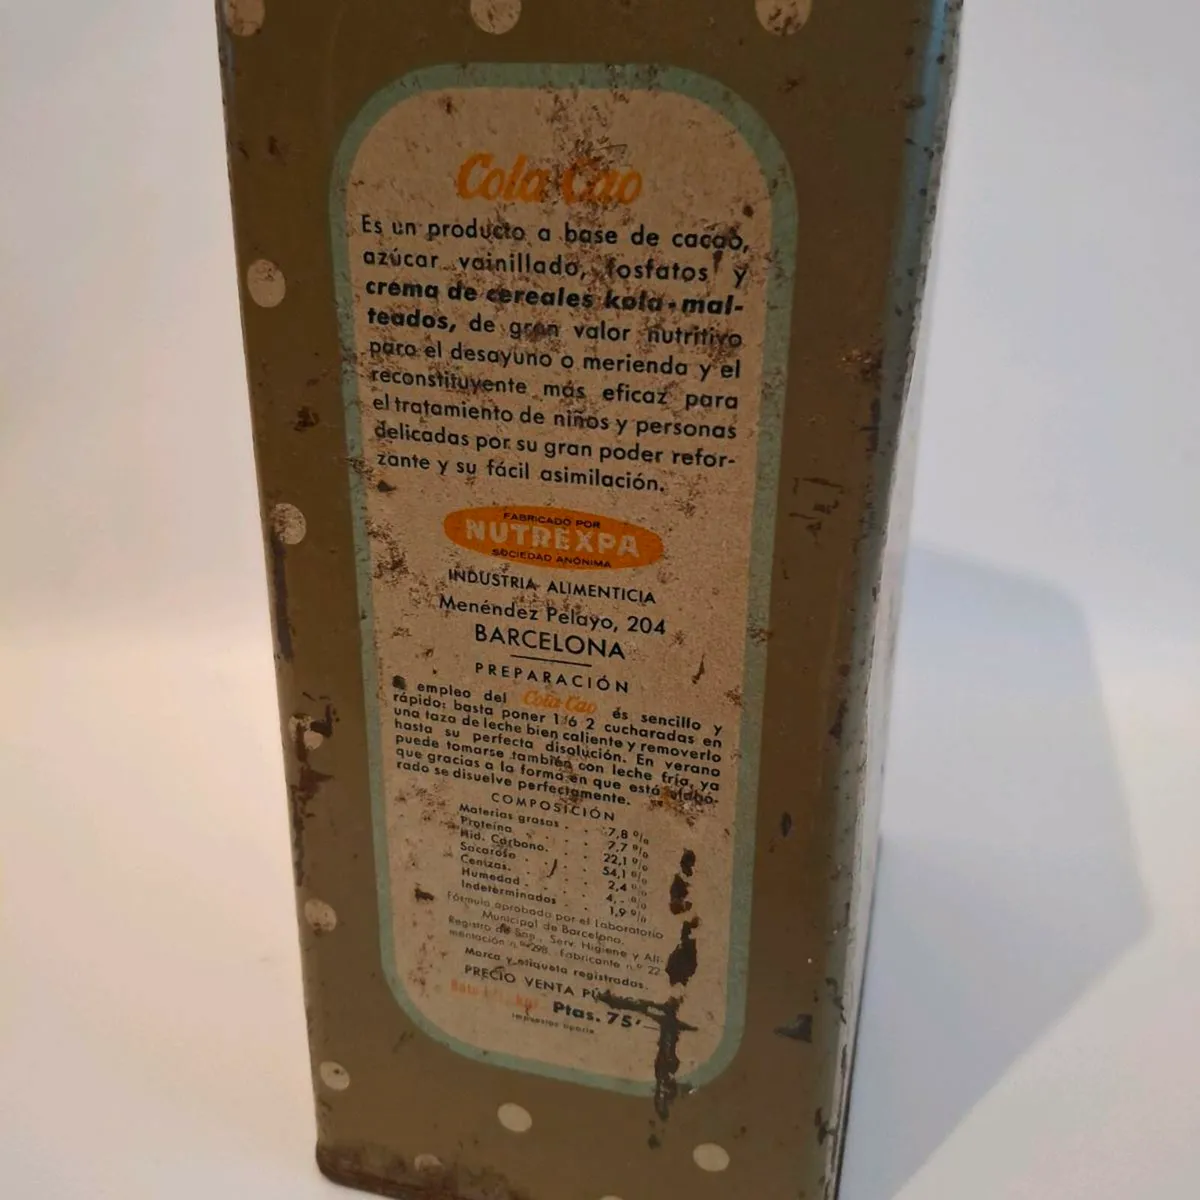 Cola Cao
Es un producto a base de cacao,
azúcar vainillado, fosfatos y
crema de cereales kola-mal-
teados, de gran valor nutritivo
para el desayuno o merienda y el
reconstituyente más eficaz para
el tratamiento de niños y personas
delicadas por su gran poder refor-
zante y su fácil asimilación.
FABRICADO POR
NUTREXPA
SOCIEDAD ANÓNIMA
INDUSTRIA ALIMENTICIA
Menéndez Pelayo, 204
BARCELONA
PREPARACIÓN
empleo del Cola Cao és sencillo y
rápido: basta poner 1 ó 2 cucharadas en
una taza de leche bien caliente y removerlo
hasta su perfecta disolución. En verano
puede tomarse también con leche fría, ya
que gracias a la forma en que está elabo-
rado se disuelve perfectamente.
COMPOSICIÓN
Materias grasas . . 7,8 %
Proteína . . . . 7,7 %
Hid. Carbono. . . 22,1 %
Sacarosa . . . 54,1 %
Cenizas. . . . 2,4 %
Humedad . . . . 4,- %
Indeterminados . . 1,9 %
Fórmula aprobada por el Laboratorio
Municipal de Barcelona.
Registro de San., Serv. Higiene y Ali-
mentación n.º 298. Fabricante n.º 22
Marca y etiqueta registradas.
PRECIO VENTA
Ptas. 75'-